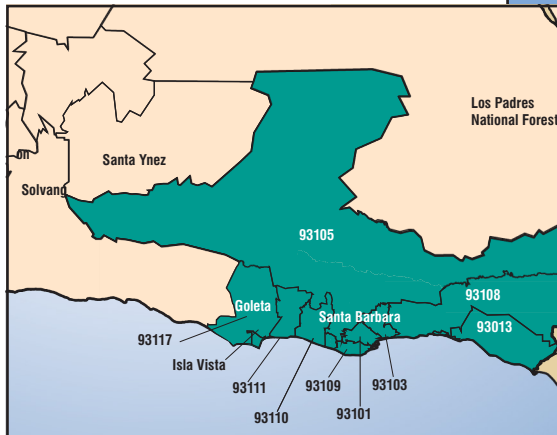 Los Padres
National Forest
on
Santa Ynez
Solvang
93105
93108
Goleta
Santa Barbara
93013
93117
Isla Vista
93111
93109
93103
93110
93101